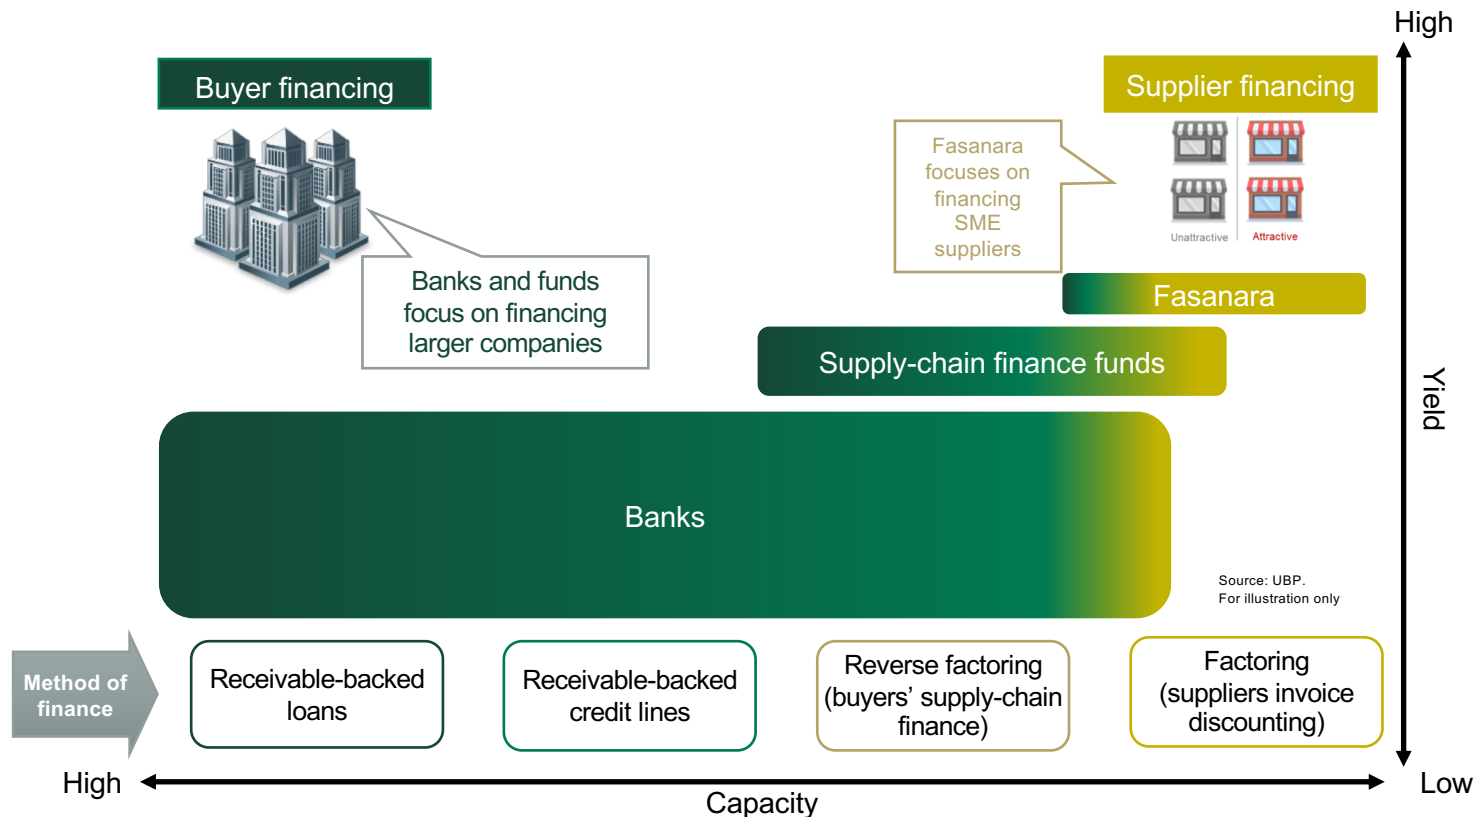 High
Buyer financing
Supplier financing
Fasanara
focuses on
financing
SME
suppliers
Unattractive
Attractive
Banks and funds
focus on financing
larger companies
Fasanara
Supply-chain finance funds
Yield
Banks
Source: UBP.
For illustration only
Method of
finance
Receivable-backed
loans
Receivable-backed
credit lines
Reverse factoring
(buyers’ supply-chain
finance)
Factoring
(suppliers invoice
discounting)
High
Capacity
Low